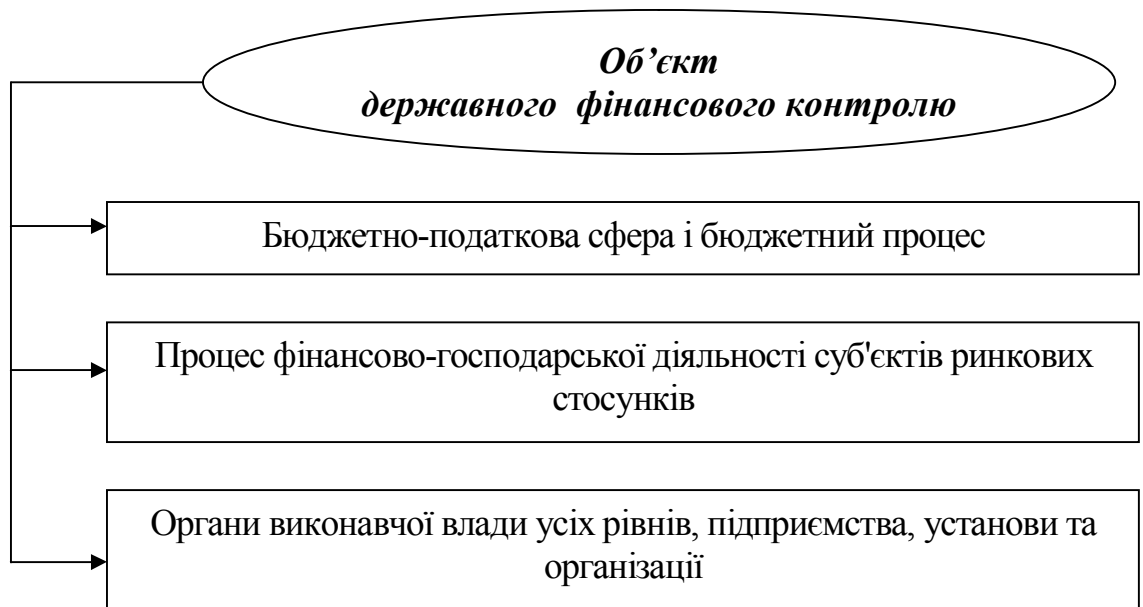 Об’єкт
державного фінансового контролю
Бюджетно-податкова сфера і бюджетний процес
Процес фінансово-господарської діяльності суб'єктів ринкових
стосунків
Органи виконавчої влади усіх рівнів, підприємства, установи та
організації